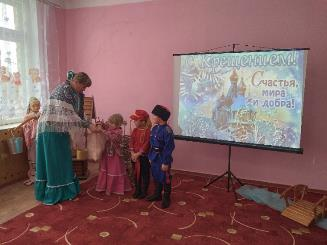 с Крещением!
Счастья,
мира
и добра!